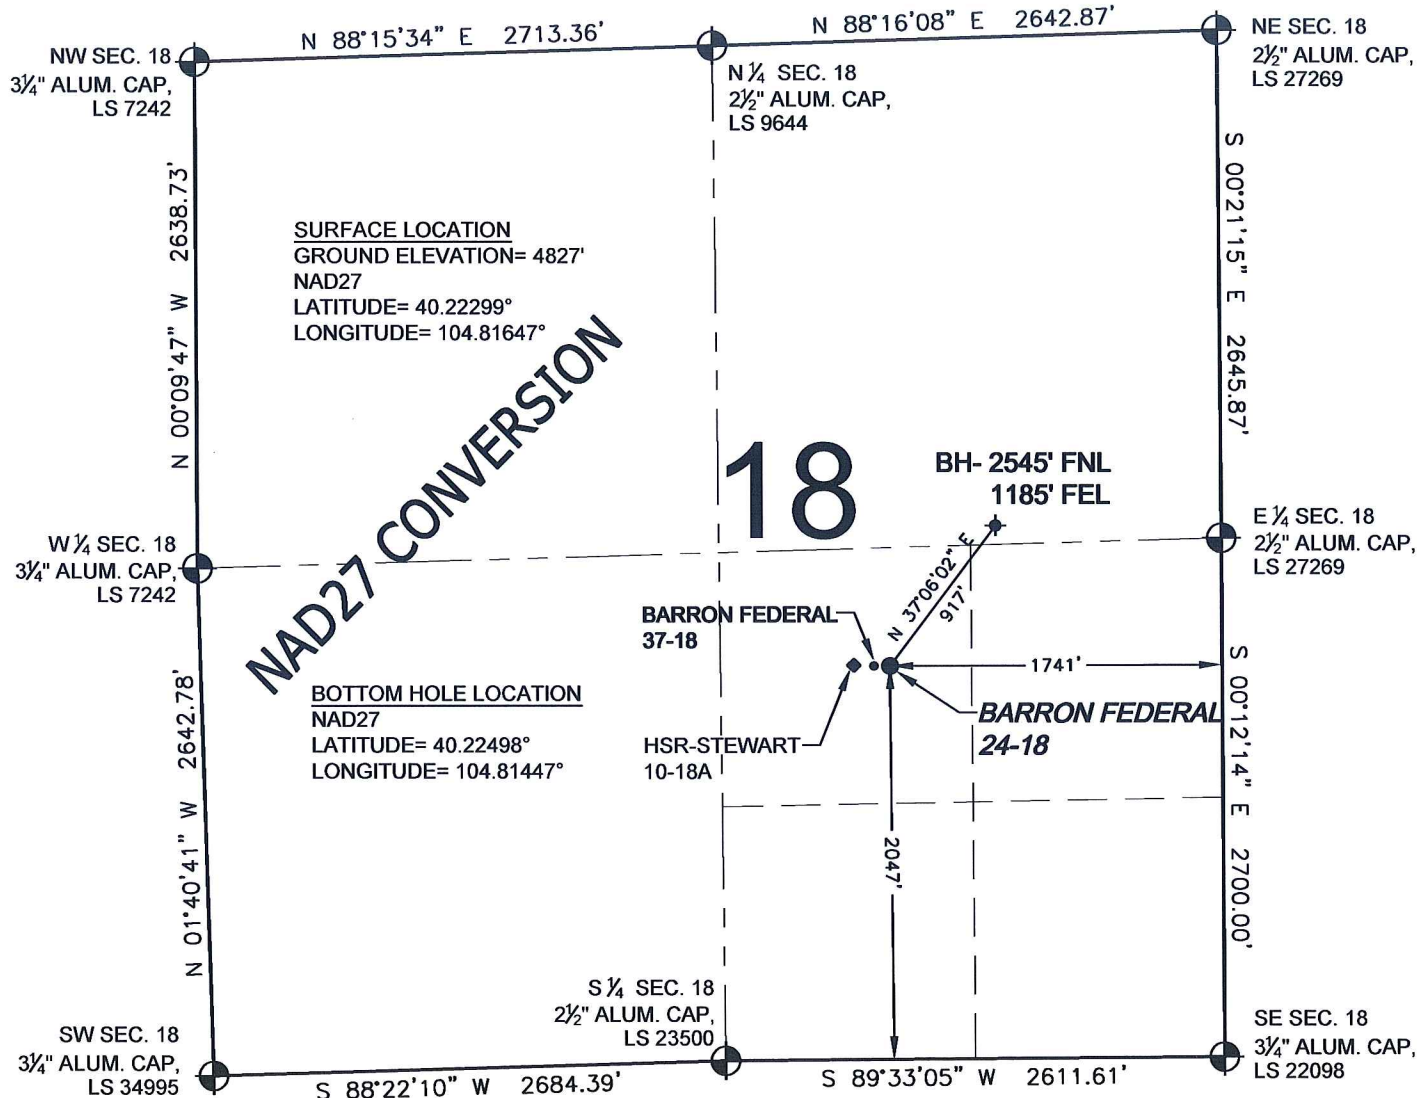 N 88°15'34" E 2713.36'
N 88°16'08" E 2642.87'
NW SEC. 18
3¼" ALUM. CAP,
LS 7242
N ¼ SEC. 18
2½" ALUM. CAP,
LS 9644
NE SEC. 18
2½" ALUM. CAP,
LS 27269
N 00°09'47" W 2638.73'
S 00°21'15" E 2645.87'
SURFACE LOCATION
GROUND ELEVATION= 4827'
NAD27
LATITUDE= 40.22299°
LONGITUDE= 104.81647°
NAD27 CONVERSION
18
BH- 2545' FNL
1185' FEL
W ¼ SEC. 18
3¼" ALUM. CAP,
LS 7242
E ¼ SEC. 18
2½" ALUM. CAP,
LS 27269
N 37°06'02" E
917'
BARRON FEDERAL
37-18
1741'
BARRON FEDERAL
24-18
HSR-STEWART
10-18A
BOTTOM HOLE LOCATION
NAD27
LATITUDE= 40.22498°
LONGITUDE= 104.81447°
N 01°40'41" W 2642.78'
S 00°12'14" E 2700.00'
2047'
SW SEC. 18
3¼" ALUM. CAP,
LS 34995
S ¼ SEC. 18
2½" ALUM. CAP,
LS 23500
SE SEC. 18
3¼" ALUM. CAP,
LS 22098
S 88°22'10" W 2684.39'
S 89°33'05" W 2611.61'